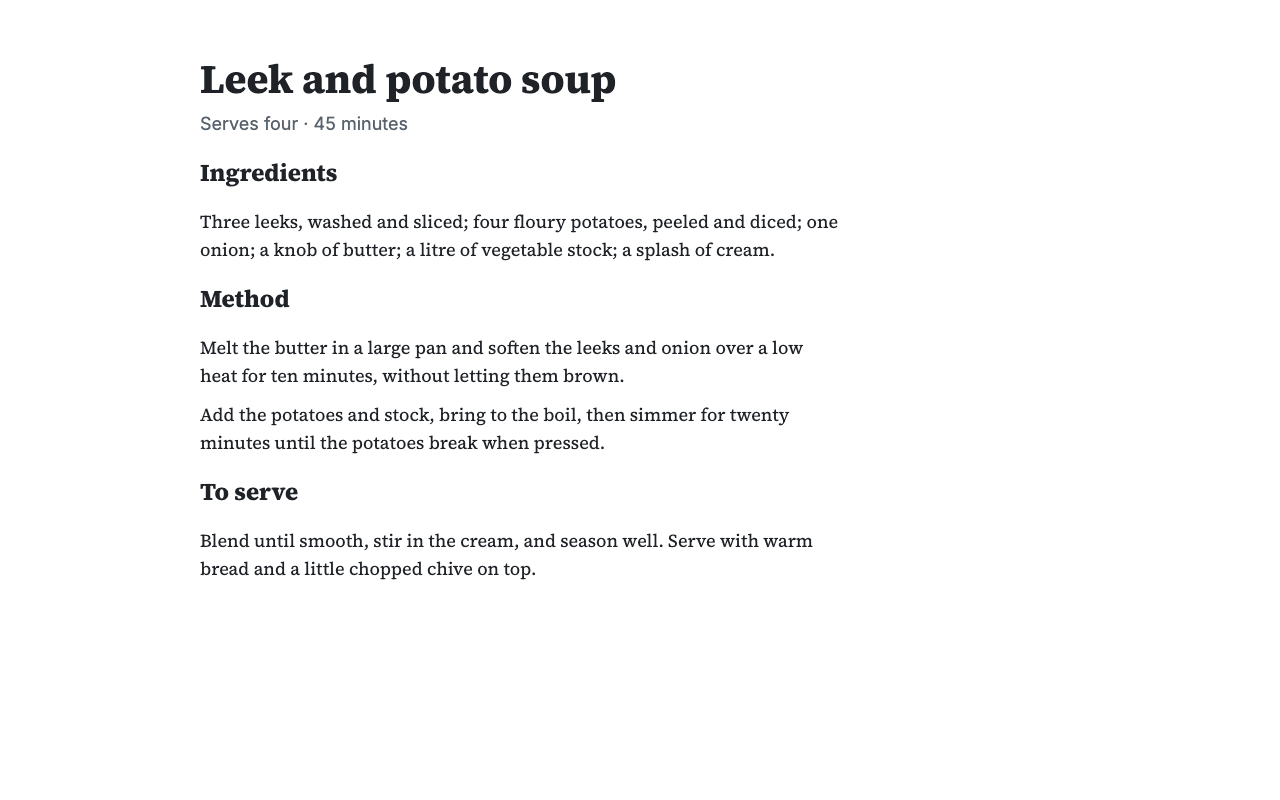 Leek and potato soup
Serves four · 45 minutes
Ingredients
Three leeks, washed and sliced; four floury potatoes, peeled and diced; one
onion; a knob of butter; a litre of vegetable stock; a splash of cream.
Method
Melt the butter in a large pan and soften the leeks and onion over a low
heat for ten minutes, without letting them brown.
Add the potatoes and stock, bring to the boil, then simmer for twenty
minutes until the potatoes break when pressed.
To serve
Blend until smooth, stir in the cream, and season well. Serve with warm
bread and a little chopped chive on top.